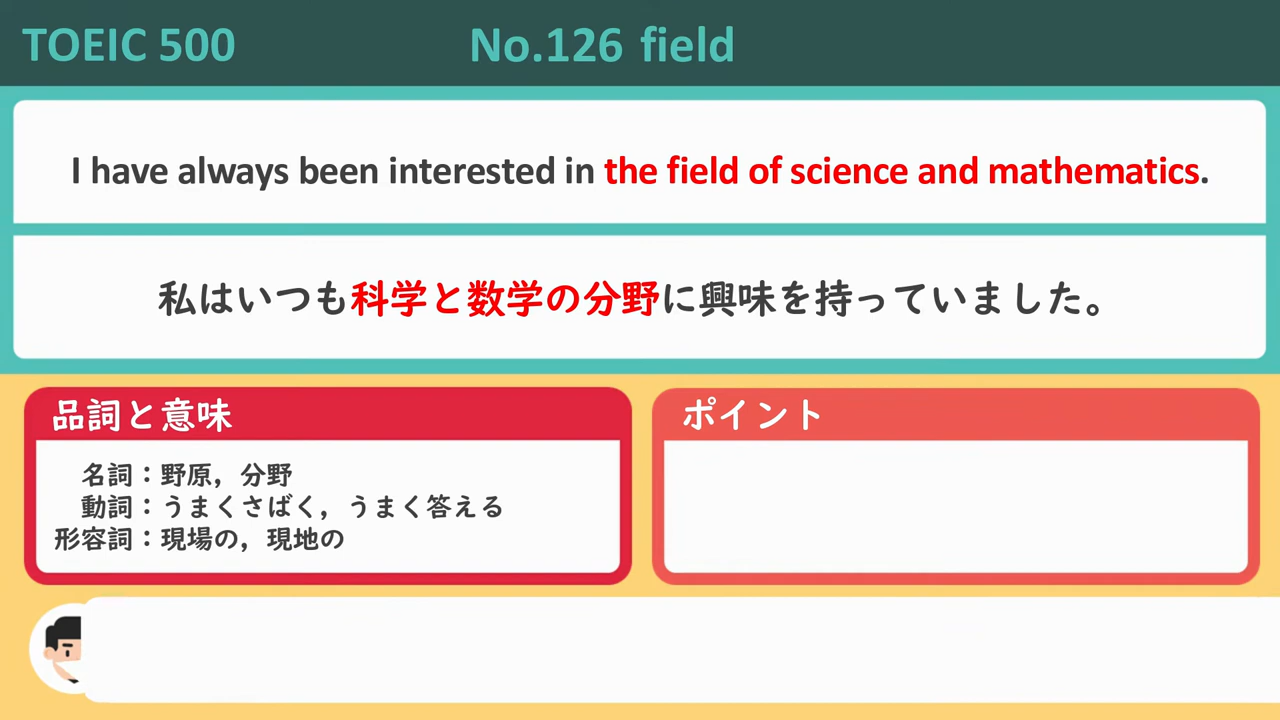 TOEIC 500
No.126 field
I have always been interested in the field of science and mathematics.
私はいつも科学と数学の分野に興味を持っていました。
品詞と意味
名詞：野原，分野
動詞：うまくさばく，うまく答える
形容詞：現場の，現地の
ポイント